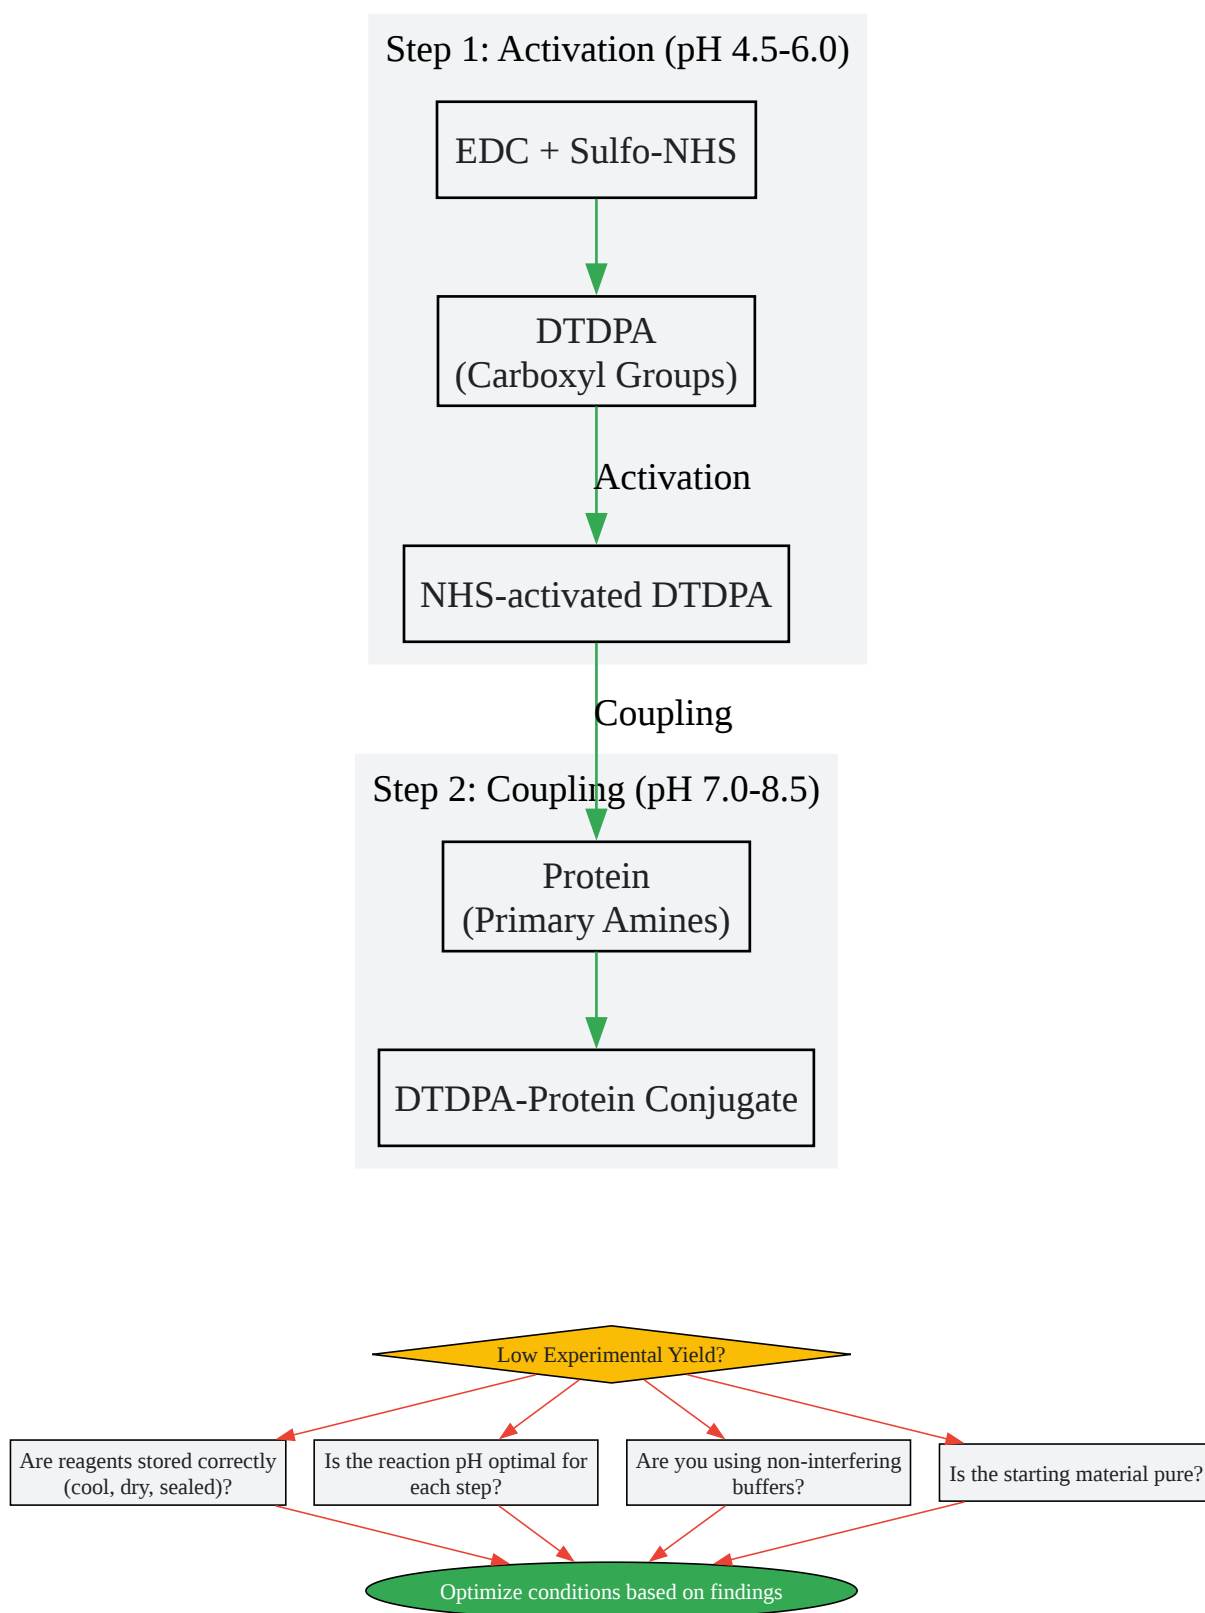 Step 1: Activation (pH 4.5-6.0)
EDC + Sulfo-NHS
DTDPA
(Carboxyl Groups)
Activation
NHS-activated DTDPA
Coupling
Step 2: Coupling (pH 7.0-8.5)
Protein
(Primary Amines)
DTDPA-Protein Conjugate
Low Experimental Yield?
Are reagents stored correctly
(cool, dry, sealed)?
Is the reaction pH optimal for
each step?
Are you using non-interfering
buffers?
Is the starting material pure?
Optimize conditions based on findings